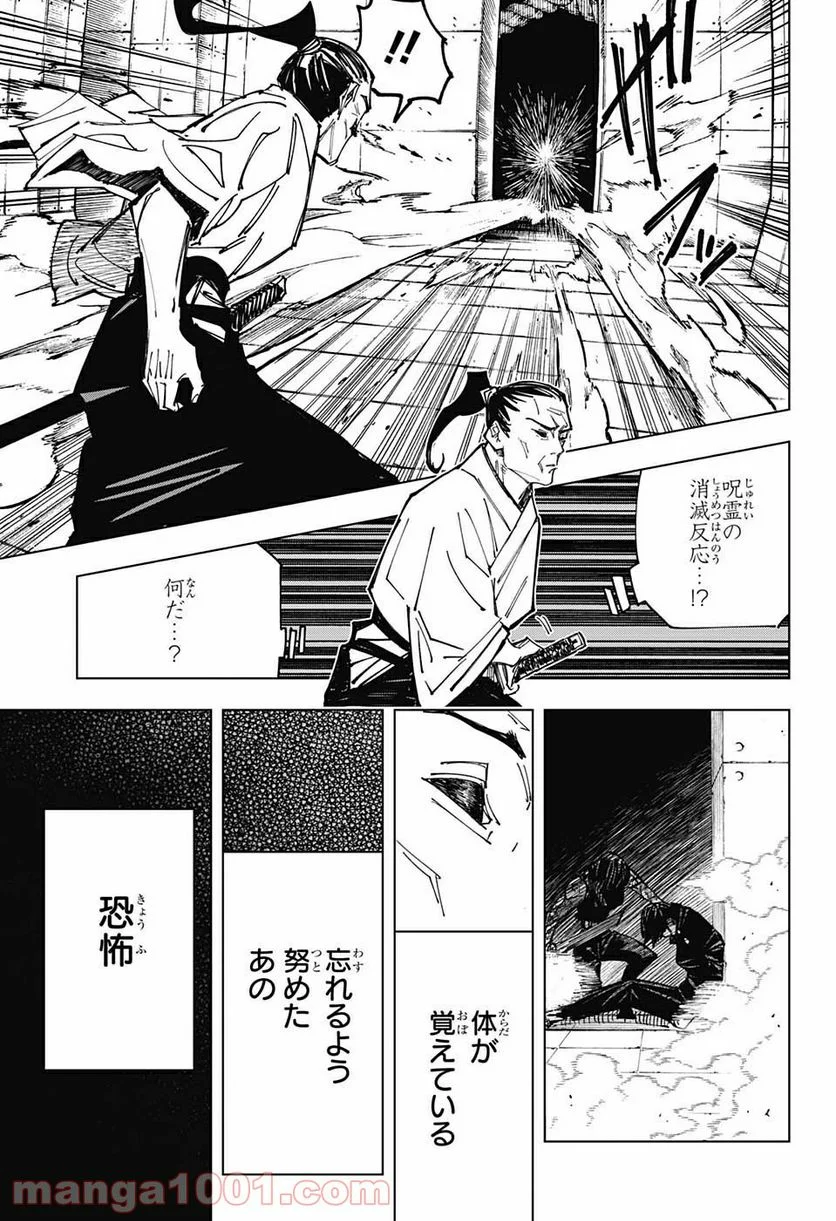 !!
呪霊の
消滅反応…!?
何だ…?
体が
覚えている
忘れるよう
努めた
あの
恐怖
manga1001.com